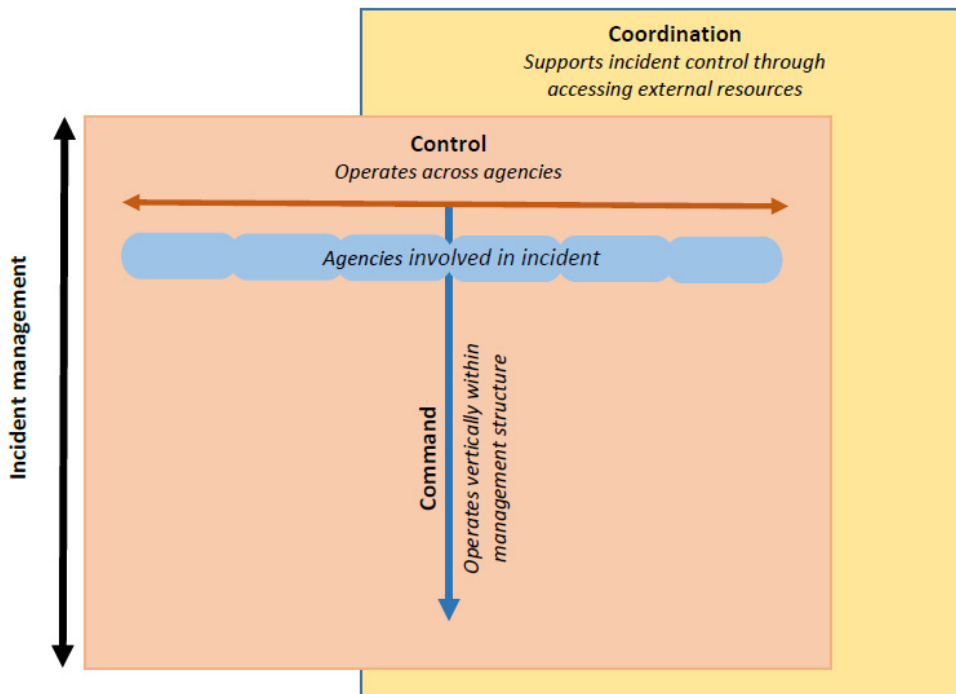 Coordination
Supports incident control through
accessing external resources
Control
Operates across agencies
Agencies involved in incident
Incident management
Command
Operates vertically within
management structure